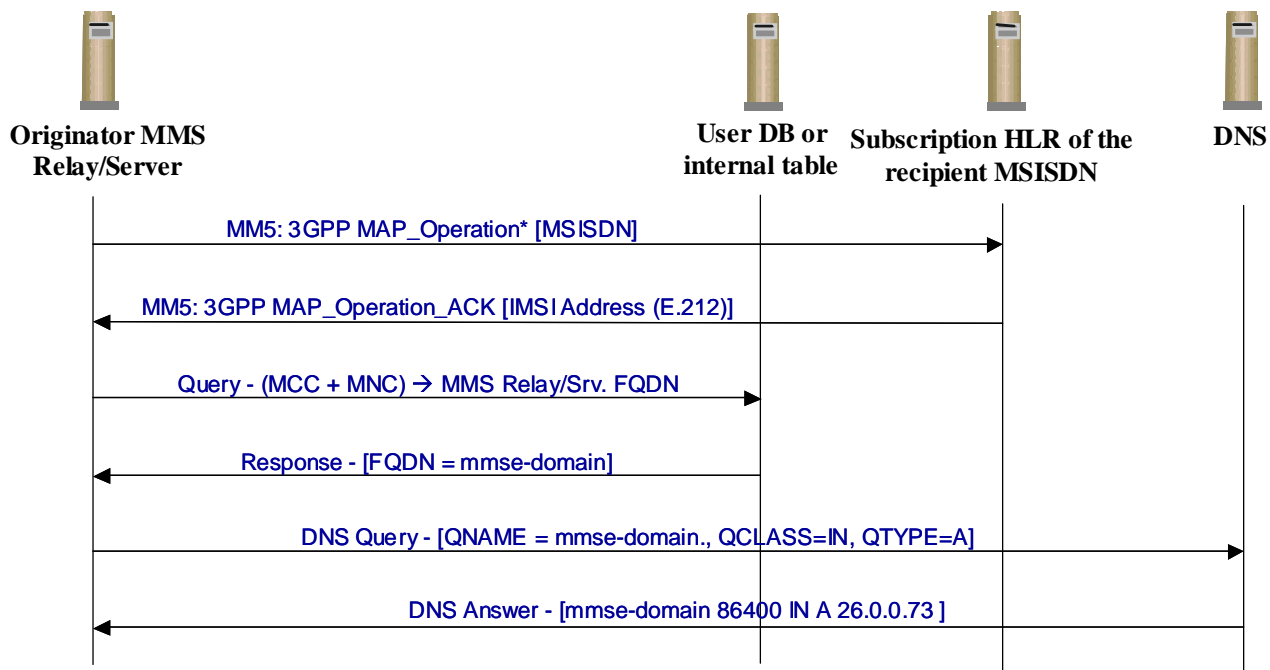 Originator MMS
Relay/Server
User DB or
internal table
Subscription HLR of the
recipient MSISDN
DNS
MM5: 3GPP MAP_Operation* [MSISDN]
MM5: 3GPP MAP_Operation_ACK [IMSI Address (E.212)]
Query - (MCC + MNC) → MMS Relay/Srv. FQDN
Response - [FQDN = mmse-domain]
DNS Query - [QNAME = mmse-domain., QCLASS=IN, QTYPE=A]
DNS Answer - [mmse-domain 86400 IN A 26.0.0.73 ]